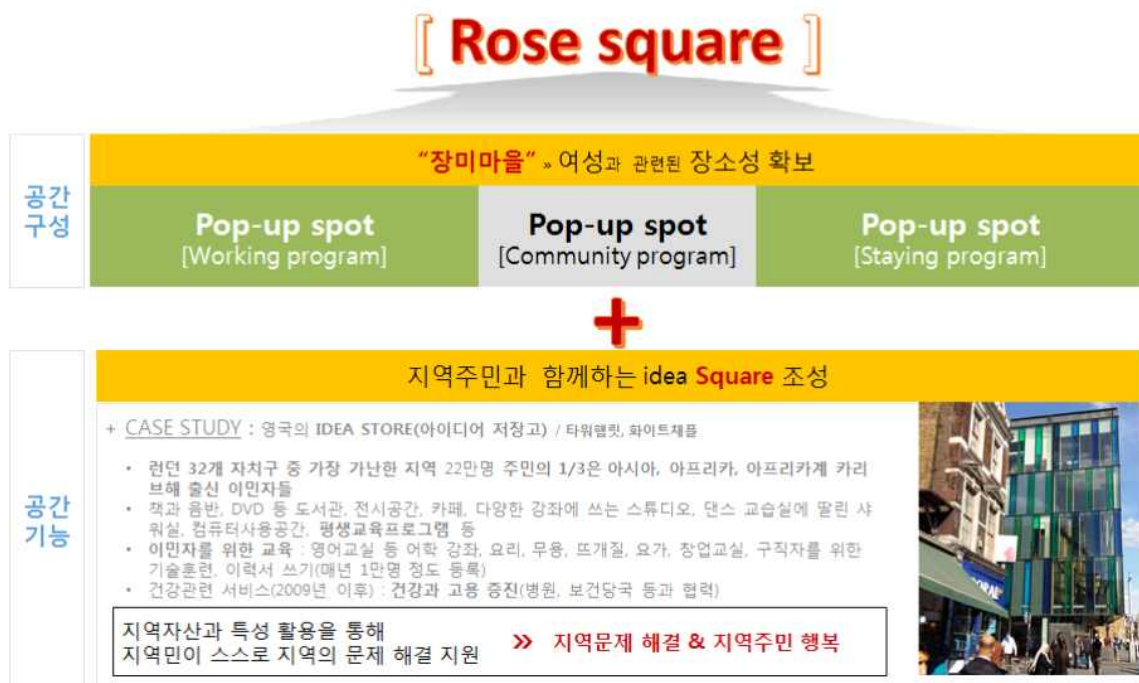 [ Rose square ]
공간
구성
“장미마을” » 여성과 관련된 장소성 확보
Pop-up spot
[Working program]
Pop-up spot
[Community program]
Pop-up spot
[Staying program]
+
공간
기능
지역주민과 함께하는 idea Square 조성
+ CASE STUDY : 영국의 IDEA STORE(아이디어 저장고) / 타워햄릿, 화이트채플
• 런던 32개 자치구 중 가장 가난한 지역 22만명 주민의 1/3은 아시아, 아프리카, 아프리카계 카리
브해 출신 이민자들
• 책과 음반, DVD 등 도서관, 전시공간, 카페, 다양한 강좌에 쓰는 스튜디오, 댄스 교습실에 딸린 샤
워실, 컴퓨터사용공간, 평생교육프로그램 등
• 이민자를 위한 교육 : 영어교실 등 어학 강좌, 요리, 무용, 뜨개질, 요가, 창업교실, 구직자를 위한
기술훈련, 이력서 쓰기(매년 1만명 정도 등록)
• 건강관련 서비스(2009년 이후) : 건강과 고용 증진(병원, 보건당국 등과 협력)
지역자산과 특성 활용을 통해
지역민이 스스로 지역의 문제 해결 지원
» 지역문제 해결 & 지역주민 행복